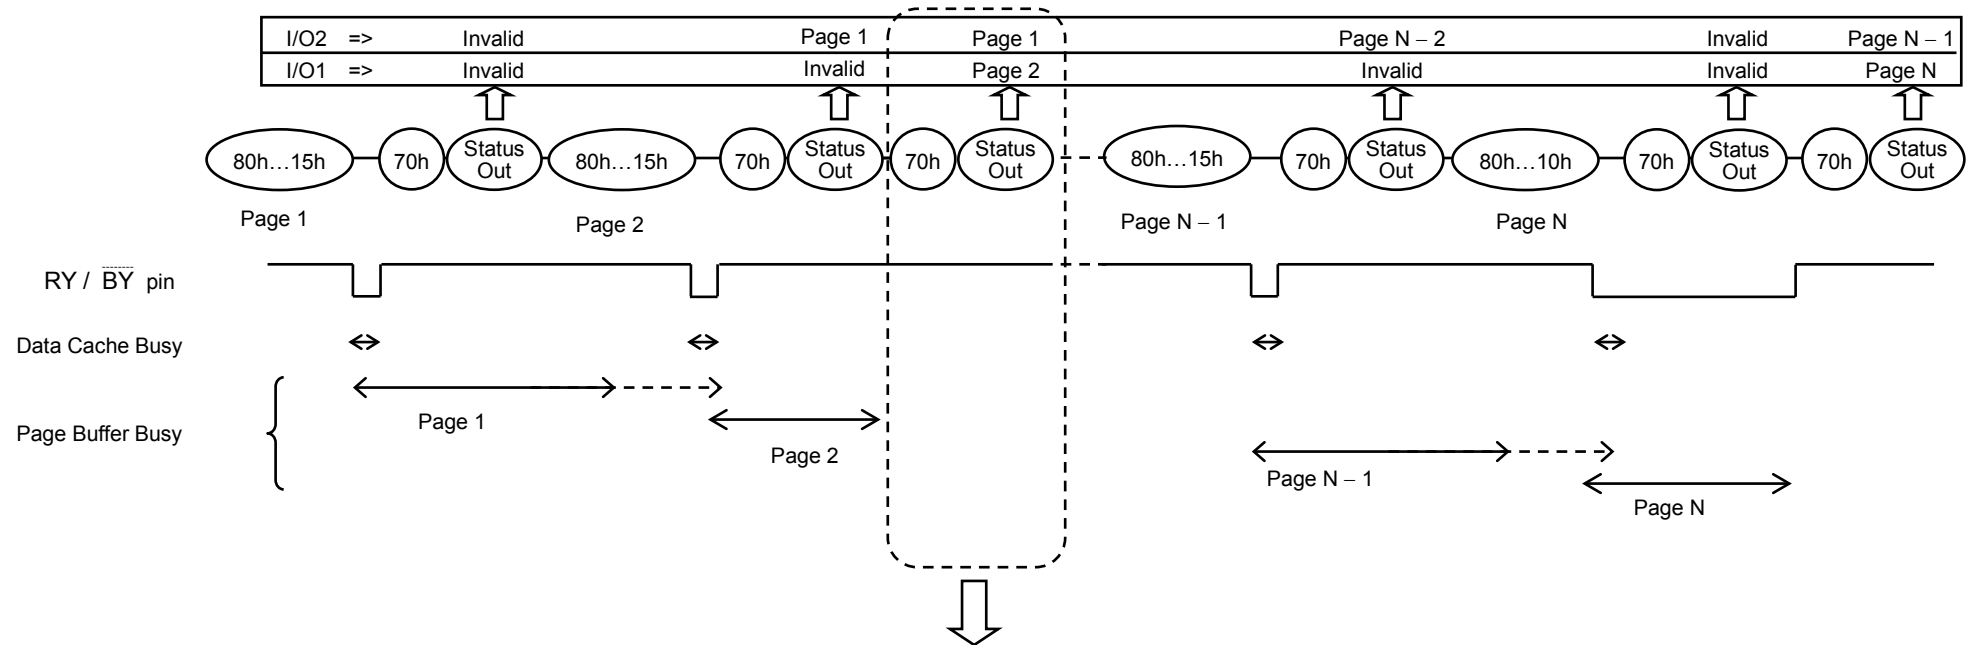 I/O2 => Invalid Page 1 Page 1 Page N – 2 Invalid Page N – 1
I/O1 => Invalid Invalid Page 2 Invalid Invalid Page N
80h…15h 70h Status Out 80h…15h 70h Status Out 70h Status Out 80h…15h 70h Status Out 80h…10h 70h Status Out 70h Status Out
Page 1 Page 2 Page N – 1 Page N
RY / B̅Y̅ pin
Data Cache Busy
Page 1
Page Buffer Busy
Page 2
Page N – 1
Page N